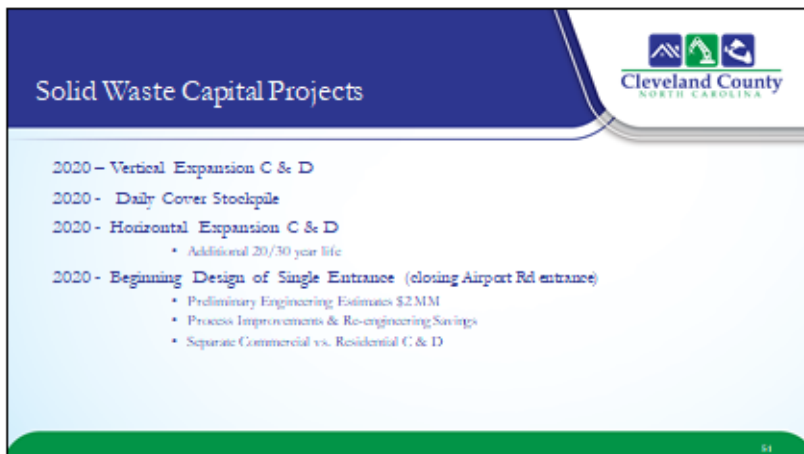 Solid Waste Capital Projects
Cleveland County
NORTH CAROLINA
2020 – Vertical Expansion C & D
2020 - Daily Cover Stockpile
2020 - Horizontal Expansion C & D
• Additional 20/30 year life
2020 - Beginning Design of Single Entrance (closing Airport Rd entrance)
• Preliminary Engineering Estimates $2 MM
• Process Improvements & Re-engineering Savings
• Separate Commercial vs. Residential C & D
51